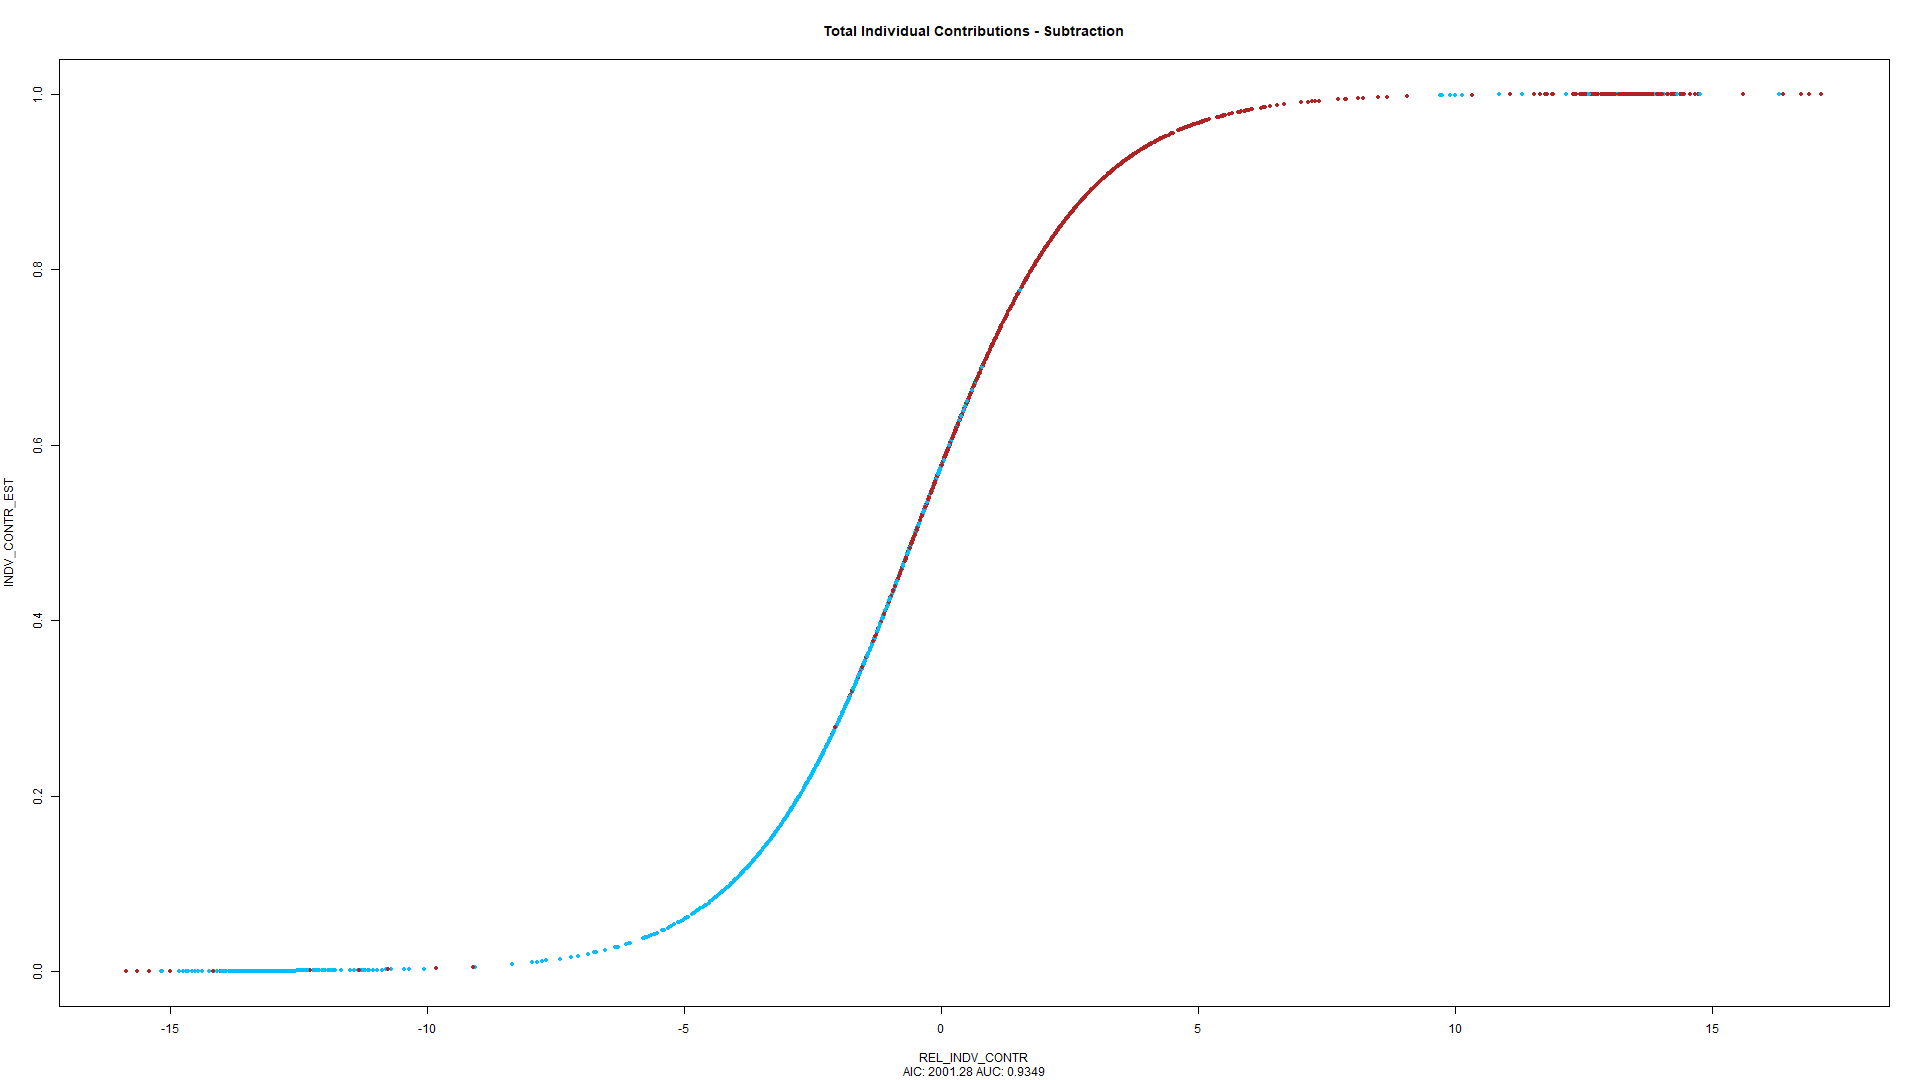 Total Individual Contributions - Subtraction
1.0
0.8
0.6
0.4
0.2
0.0
INDV_CONTR_EST
-15 -10 -5 0 5 10 15
REL_INDV_CONTR
AIC: 2001.28 AUC: 0.9349